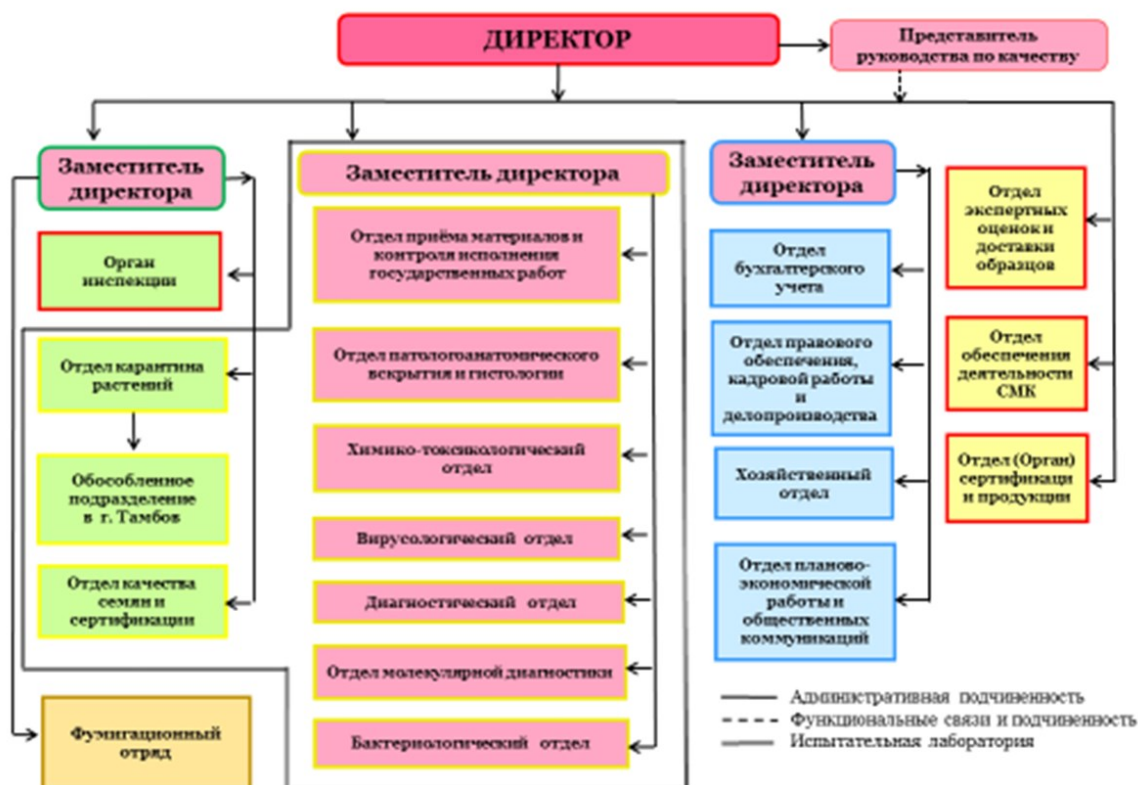 ДИРЕКТОР
Представитель
руководства по качеству
Заместитель
директора
Орган
инспекции
Отдел карантина
растений
Обособленное
подразделение
в г. Тамбов
Отдел качества
семян и
сертификации
Фумигационный
отряд
Заместитель директора
Отдел приёма материалов и
контроля исполнения
государственных работ
Отдел патологоанатомического
вскрытия и гистологии
Химико-токсикологический
отдел
Вирусологический отдел
Диагностический отдел
Отдел молекулярной диагностики
Бактериологический отдел
Заместитель
директора
Отдел
бухгалтерского
учета
Отдел правового
обеспечения,
кадровой работы
и
делопроизводства
Хозяйственный
отдел
Отдел планово-
экономической
работы и
общественных
коммуникаций
Отдел
экспертных
оценок и
доставки
образцов
Отдел
обеспечения
деятельности
СМК
Отдел (Орган)
сертификаци
и продукции
Административная подчиненность
Функциональные связи и подчиненность
Испытательная лаборатория